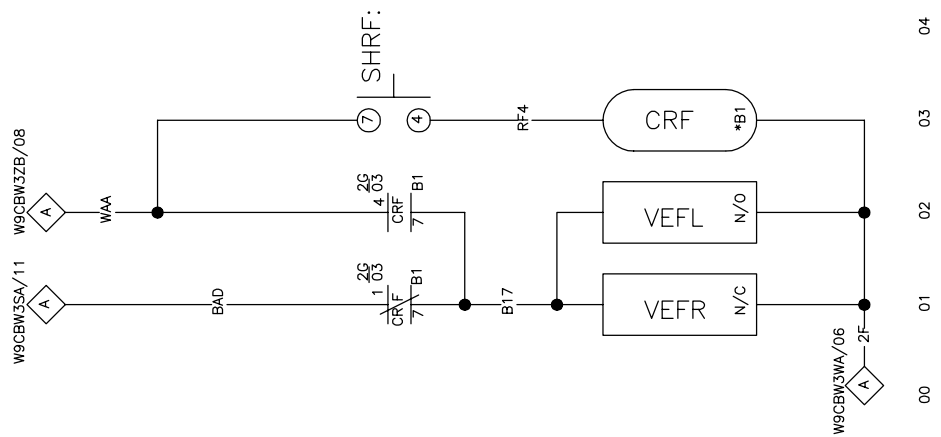 W9CBW3SA/11
A
BAD
1
2G
03
CRF
7
B1
B17
VEFR
N/C
W9CBW3WA/06
A
2F
W9CBW3ZB/08
A
WAA
4
2G
03
CRF
7
B1
VEFL
N/O
SHRF:
7
4
RF4
CRF
*B1
00
01
02
03
04